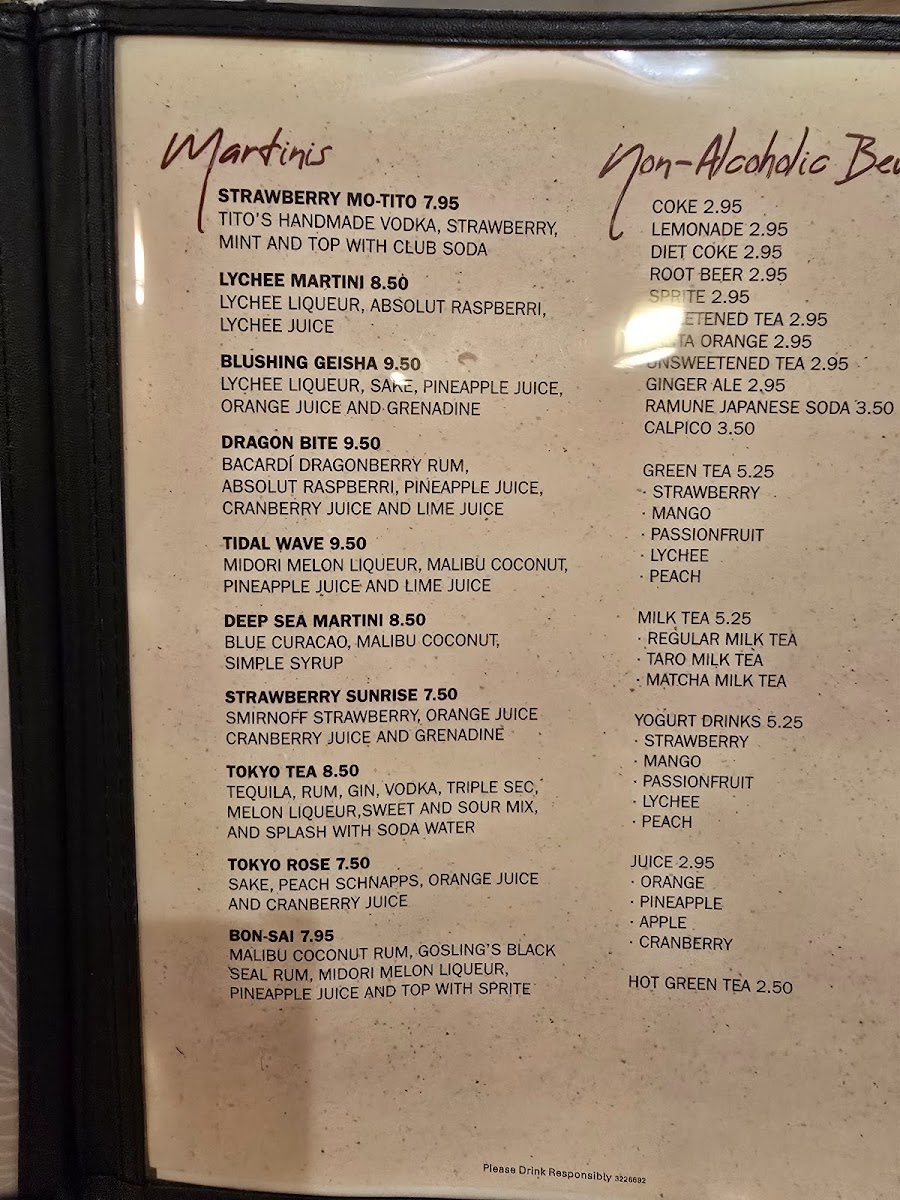 Martinis
STRAWBERRY MO-TITO 7.95
TITO'S HANDMADE VODKA, STRAWBERRY,
MINT AND TOP WITH CLUB SODA
LYCHEE MARTINI 8.50
LYCHEE LIQUEUR, ABSOLUT RASPBERRI,
LYCHEE JUICE
BLUSHING GEISHA 9.50
LYCHEE LIQUEUR, SAKE, PINEAPPLE JUICE,
ORANGE JUICE AND GRENADINE
DRAGON BITE 9.50
BACARDÍ DRAGONBERRY RUM,
ABSOLUT RASPBERRI, PINEAPPLE JUICE,
CRANBERRY JUICE AND LIME JUICE
TIDAL WAVE 9.50
MIDORI MELON LIQUEUR, MALIBU COCONUT,
PINEAPPLE JUICE AND LIME JUICE
DEEP SEA MARTINI 8.50
BLUE CURACAO, MALIBU COCONUT,
SIMPLE SYRUP
STRAWBERRY SUNRISE 7.50
SMIRNOFF STRAWBERRY, ORANGE JUICE
CRANBERRY JUICE AND GRENADINE
TOKYO TEA 8.50
TEQUILA, RUM, GIN, VODKA, TRIPLE SEC,
MELON LIQUEUR,SWEET AND SOUR MIX,
AND SPLASH WITH SODA WATER
TOKYO ROSE 7.50
SAKE, PEACH SCHNAPPS, ORANGE JUICE
AND CRANBERRY JUICE
BON-SAI 7.95
MALIBU COCONUT RUM, GOSLING'S BLACK
SEAL RUM, MIDORI MELON LIQUEUR,
PINEAPPLE JUICE AND TOP WITH SPRITE
Non-Alcoholic
COKE 2.95
LEMONADE 2.95
DIET COKE 2.95
ROOT BEER 2.95
SPRITE 2.95
TEA 2.95
ORANGE 2.95
UNSWEETENED TEA 2.95
GINGER ALE 2.95
RAMUNE JAPANESE SODA 3.50
CALPICO 3.50
GREEN TEA 5.25
· STRAWBERRY
· MANGO
· PASSIONFRUIT
· LYCHEE
· PEACH
MILK TEA 5.25
· REGULAR MILK TEA
· TARO MILK TEA
· MATCHA MILK TEA
YOGURT DRINKS 5.25
· STRAWBERRY
· MANGO
· PASSIONFRUIT
· LYCHEE
· PEACH
JUICE 2.95
· ORANGE
· PINEAPPLE
· APPLE
· CRANBERRY
HOT GREEN TEA 2.50
Please Drink Responsibly 3226692